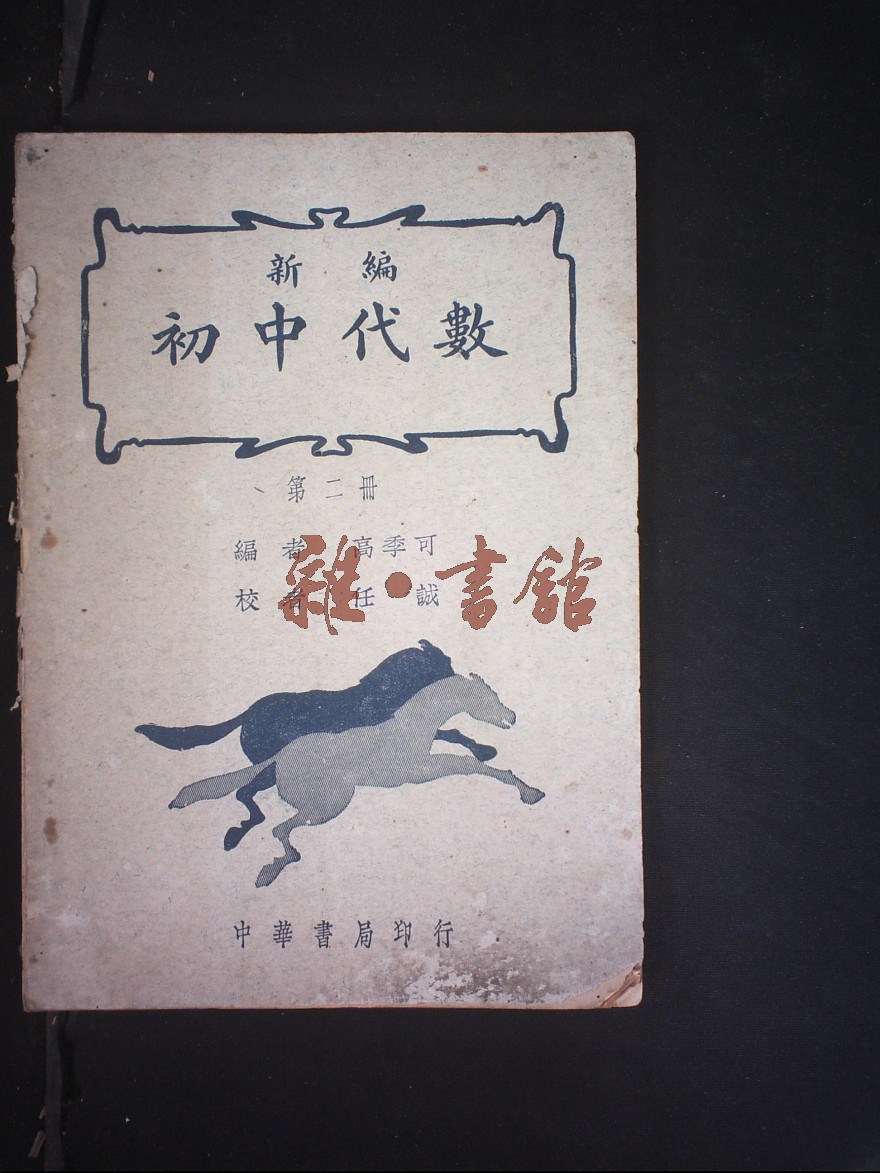 新編
初中代數
第二冊
編者 高季可
校者 任誠
雜·書館
中華書局印行